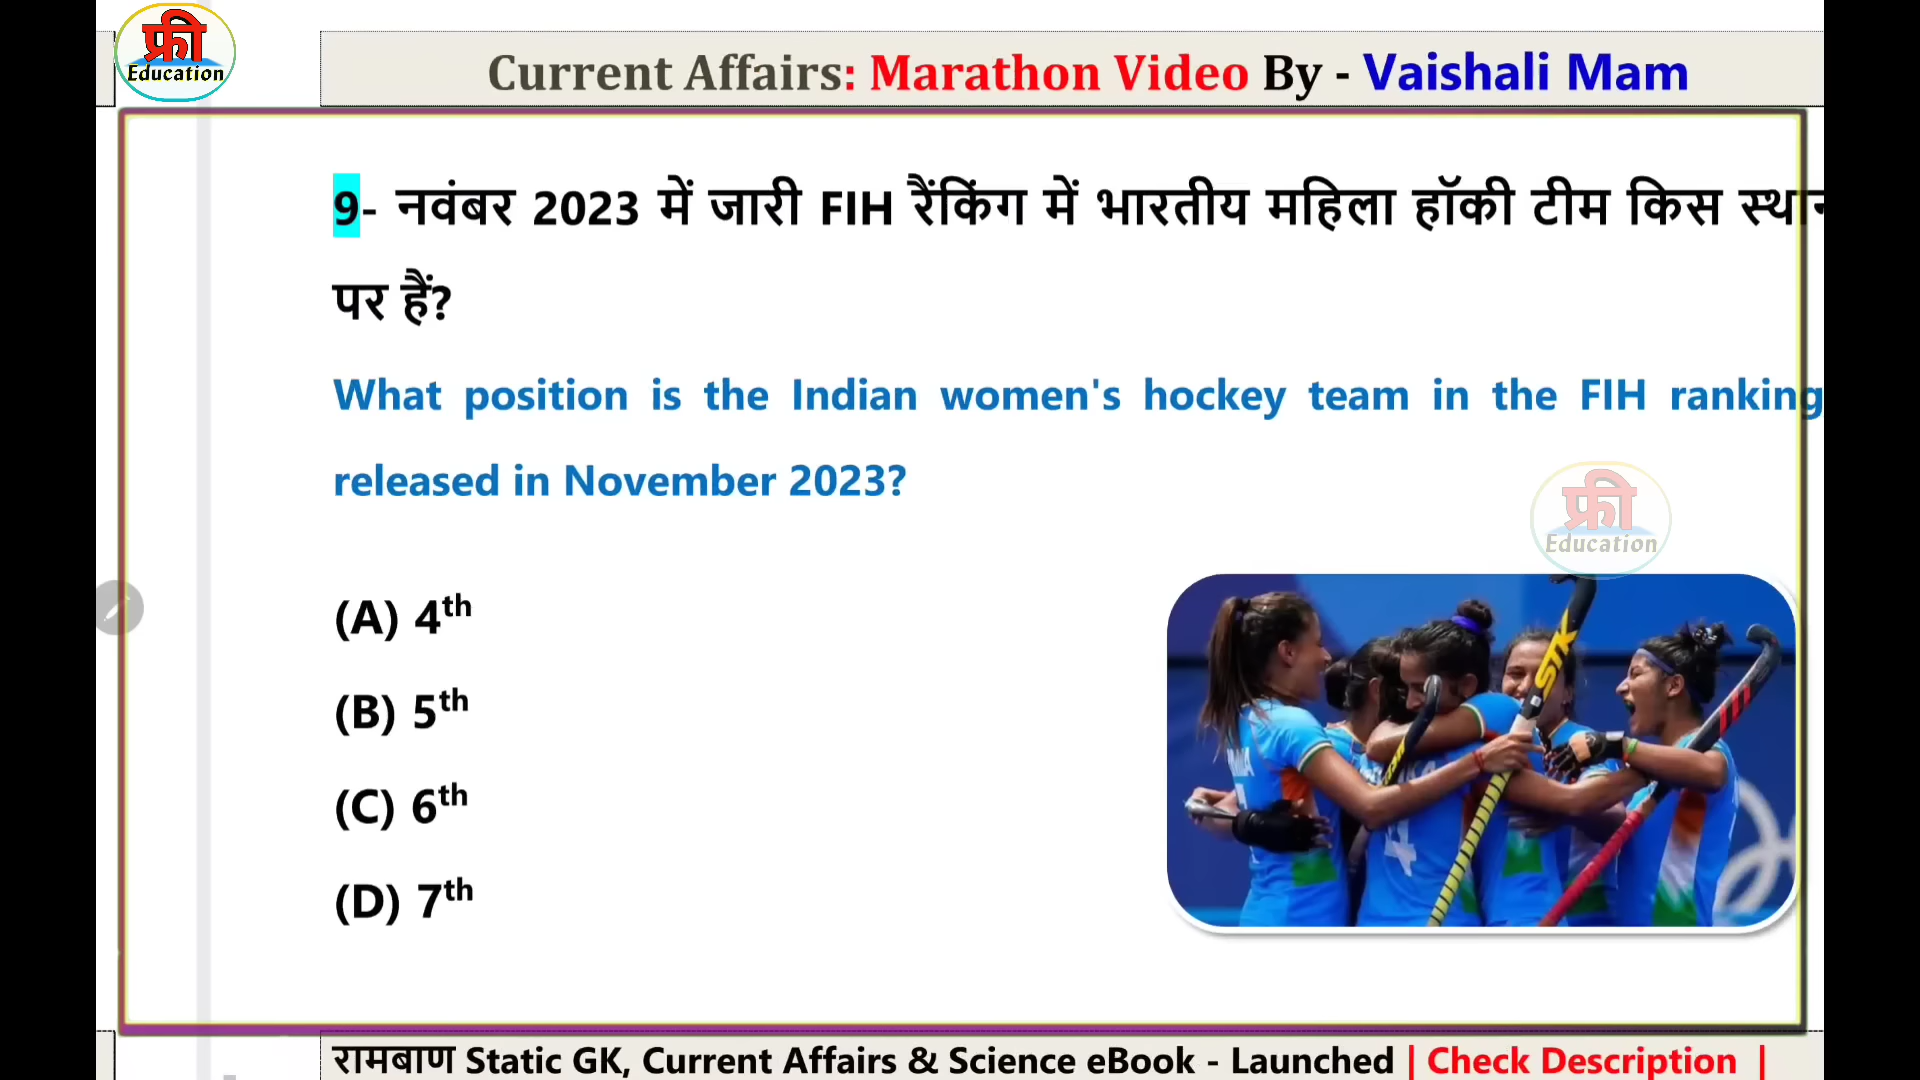 फ्री
Education
Current Affairs: Marathon Video By - Vaishali Mam
9- नवंबर 2023 में जारी FIH रैंकिंग में भारतीय महिला हॉकी टीम किस स्थान
पर हैं?
What position is the Indian women's hockey team in the FIH ranking
released in November 2023?
फ्री
Education
(A) 4th
(B) 5th
(C) 6th
(D) 7th
STK
रामबाण Static GK, Current Affairs & Science eBook - Launched | Check Description |